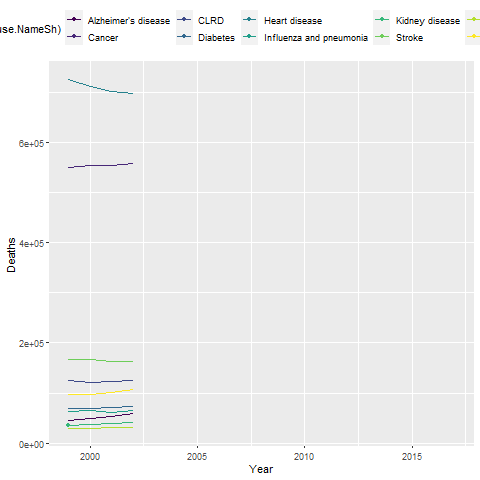 use.NameSh)
Alzheimer's disease
CLRD
Heart disease
Kidney disease
Cancer
Diabetes
Influenza and pneumonia
Stroke
6e+05
4e+05
2e+05
0e+00
Deaths
2000
2005
2010
2015
Year